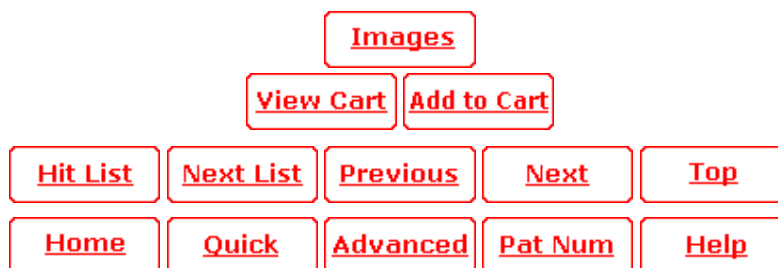 Images
View Cart Add to Cart
Hit List Next List Previous Next Top
Home Quick Advanced Pat Num Help